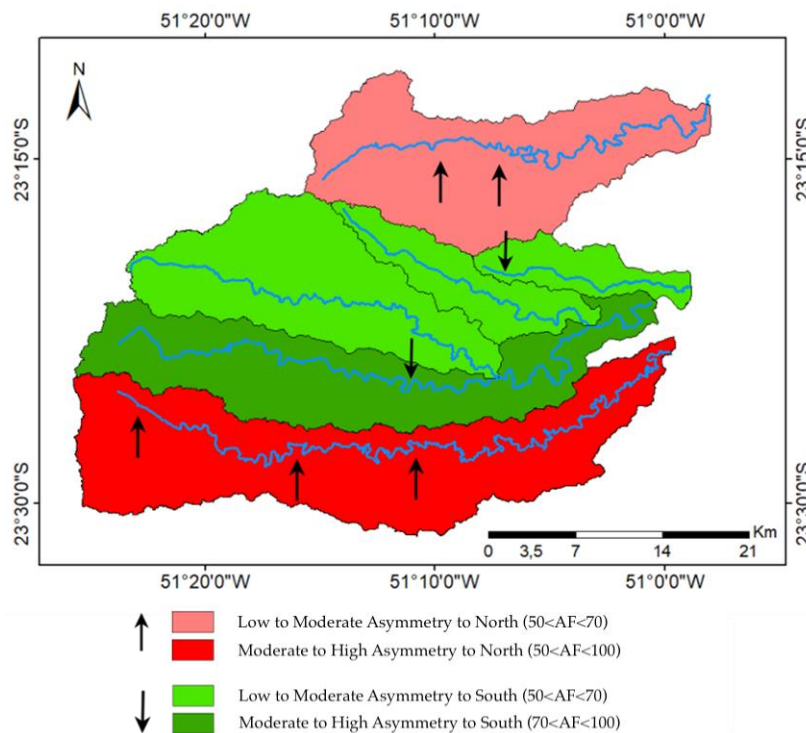 51°20'0"W 51°10'0"W 51°0'0"W
N
23°15'0"S 23°15'0"S
23°30'0"S 23°30'0"S
Km
0 3,5 7 14 21
51°20'0"W 51°10'0"W 51°0'0"W
Low to Moderate Asymmetry to North (50<AF<70)
Moderate to High Asymmetry to North (50<AF<100)
Low to Moderate Asymmetry to South (50<AF<70)
Moderate to High Asymmetry to South (70<AF<100)